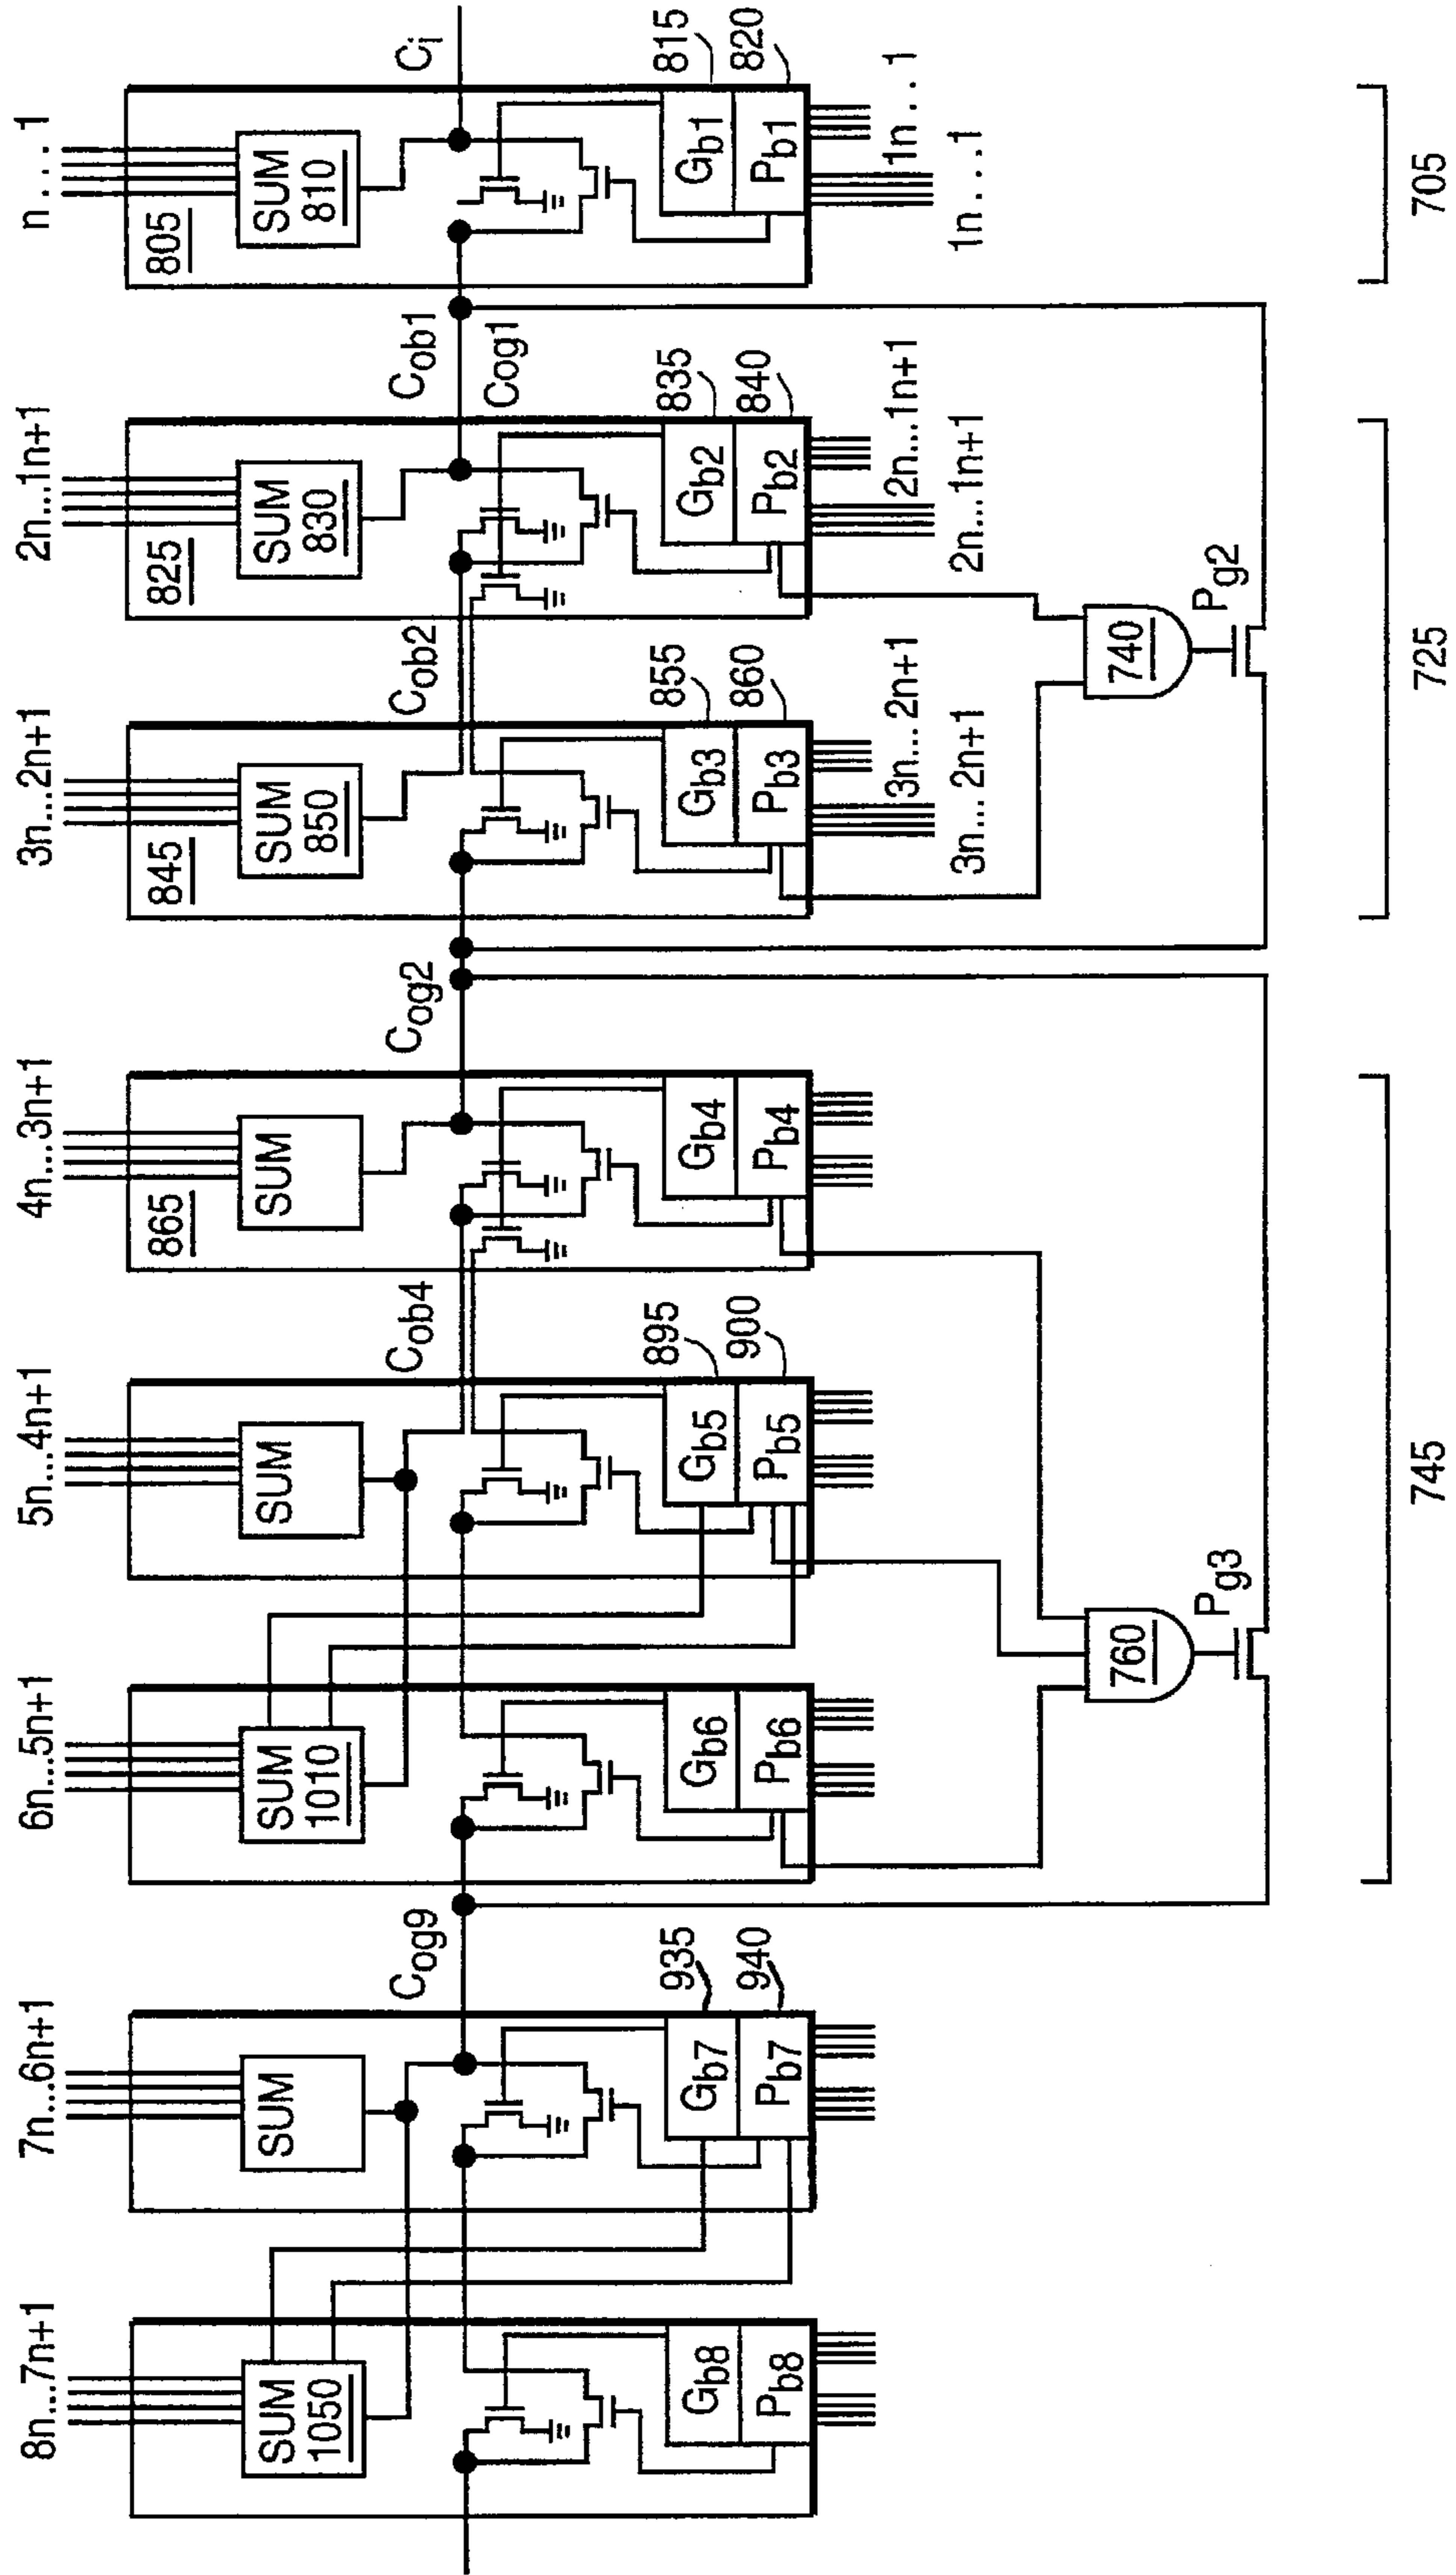 8n...7n+1
7n...6n+1
6n...5n+1
5n...4n+1
4n...3n+1
3n...2n+1
2n...1n+1
n...1
SUM
1050
SUM
SUM
1010
SUM
SUM
865
SUM
850
845
SUM
830
825
SUM
810
805
Cog9
Cob4
Cog2
Cob2
Cob1
Cog1
Ci
Gb8
Pb8
Gb7
Pb7
935
940
Gb6
Pb6
Gb5
Pb5
895
900
Gb4
Pb4
Gb3
Pb3
855
860
Gb2
Pb2
835
840
Gb1
Pb1
815
820
3n...2n+1
3n...2n+1
2n...1n+1
2n...1n+1
1n...1
1n...1
760
Pg3
740
Pg2
745
725
705